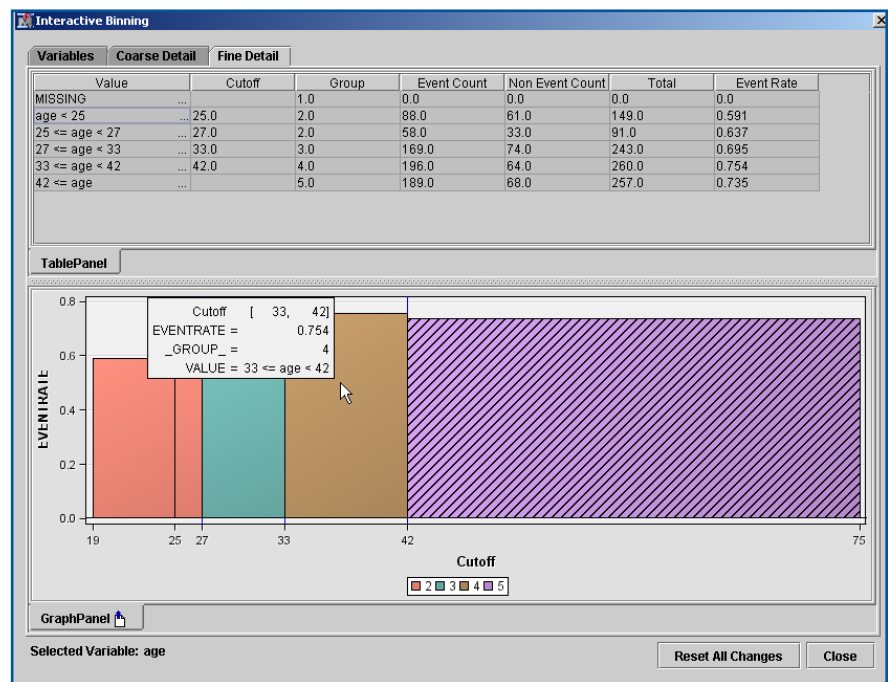 Interactive Binning
Variables Coarse Detail Fine Detail
Value Cutoff Group Event Count Non Event Count Total Event Rate
MISSING ... 1.0 0.0 0.0 0.0 0.0
age < 25 ... 25.0 2.0 88.0 61.0 149.0 0.591
25 <= age < 27 ... 27.0 2.0 58.0 33.0 91.0 0.637
27 <= age < 33 ... 33.0 3.0 169.0 74.0 243.0 0.695
33 <= age < 42 ... 42.0 4.0 196.0 64.0 260.0 0.754
42 <= age ... 5.0 189.0 68.0 257.0 0.735
TablePanel
Cutoff [ 33, 42]
EVENTRATE = 0.754
_GROUP_ = 4
VALUE = 33 <= age < 42
EVENTRATE
0.8
0.6
0.4
0.2
0.0
19 25 27 33 42 75
Cutoff
2 3 4 5
GraphPanel
Selected Variable: age
Reset All Changes Close